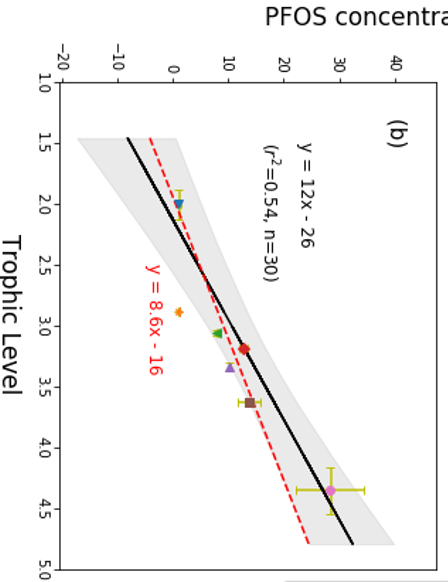 PFOS concentra
−20
−10
0
10
20
30
40
(b)
y = 12x - 26
(r²=0.54, n=30)
y = 8.6x - 16
1.0
1.5
2.0
2.5
3.0
3.5
4.0
4.5
5.0
Trophic Level